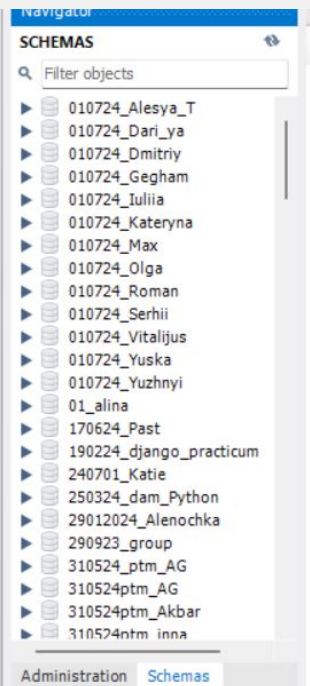 Navigator
SCHEMAS
Filter objects
010724_Alesya_T
010724_Dari_ya
010724_Dmitriy
010724_Gegham
010724_Iuliia
010724_Kateryna
010724_Max
010724_Olga
010724_Roman
010724_Serhii
010724_Vitalijus
010724_Yuska
010724_Yuzhnyi
01_alina
170624_Past
190224_django_practicum
240701_Katie
250324_dam_Python
29012024_Alenochka
290923_group
310524_ptm_AG
310524ptm_AG
310524ptm_Akbar
310524ptm_inna
Administration Schemas